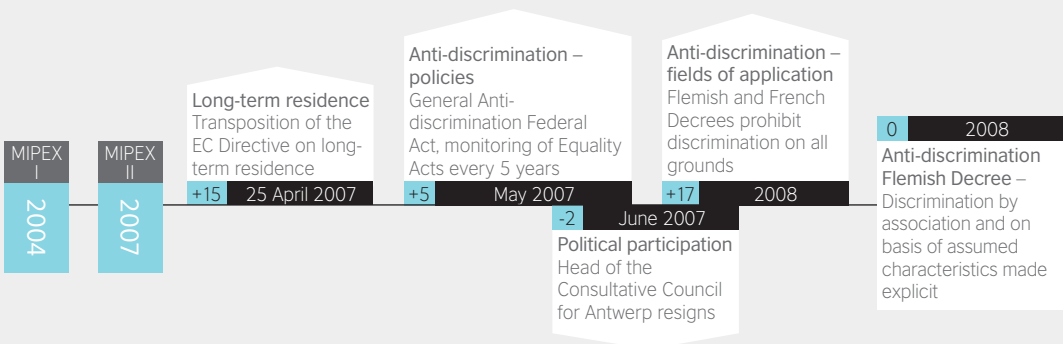 MIPEX
I
2004
MIPEX
II
2007
Long-term residence
Transposition of the
EC Directive on long-
term residence
+15 25 April 2007
Anti-discrimination –
policies
General Anti-
discrimination Federal
Act, monitoring of Equality
Acts every 5 years
+5 May 2007
-2 June 2007
Political participation
Head of the
Consultative Council
for Antwerp resigns
Anti-discrimination –
fields of application
Flemish and French
Decrees prohibit
discrimination on all
grounds
+17 2008
0 2008
Anti-discrimination
Flemish Decree –
Discrimination by
association and on
basis of assumed
characteristics made
explicit